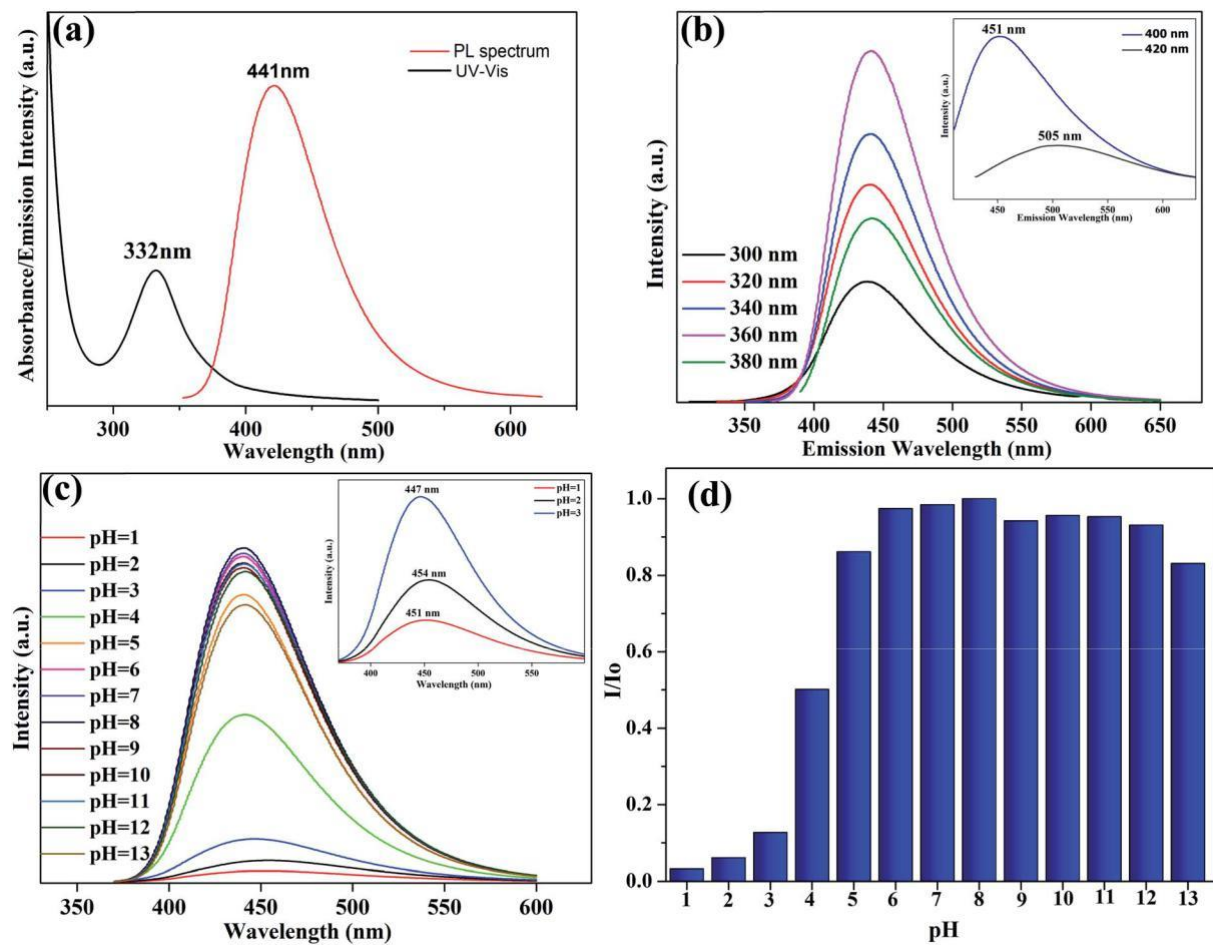 (a)
Absorbance/Emission Intensity (a.u.)
441nm
332nm
PL spectrum
UV-Vis
300 400 500 600
Wavelength (nm)
(b)
Intensity (a.u.)
300 nm
320 nm
340 nm
360 nm
380 nm
350 400 450 500 550 600 650
Emission Wavelength (nm)
451 nm
400 nm
420 nm
505 nm
Intensity (a.u.)
450 500 550 600
Emission Wavelength (nm)
(c)
Intensity (a.u.)
pH=1
pH=2
pH=3
pH=4
pH=5
pH=6
pH=7
pH=8
pH=9
pH=10
pH=11
pH=12
pH=13
350 400 450 500 550 600
Wavelength (nm)
447 nm
pH=1
pH=2
pH=3
454 nm
451 nm
Intensity (a.u.)
400 450 500 550
Wavelength (nm)
(d)
I/Io
1.0
0.8
0.6
0.4
0.2
0.0
1 2 3 4 5 6 7 8 9 10 11 12 13
pH